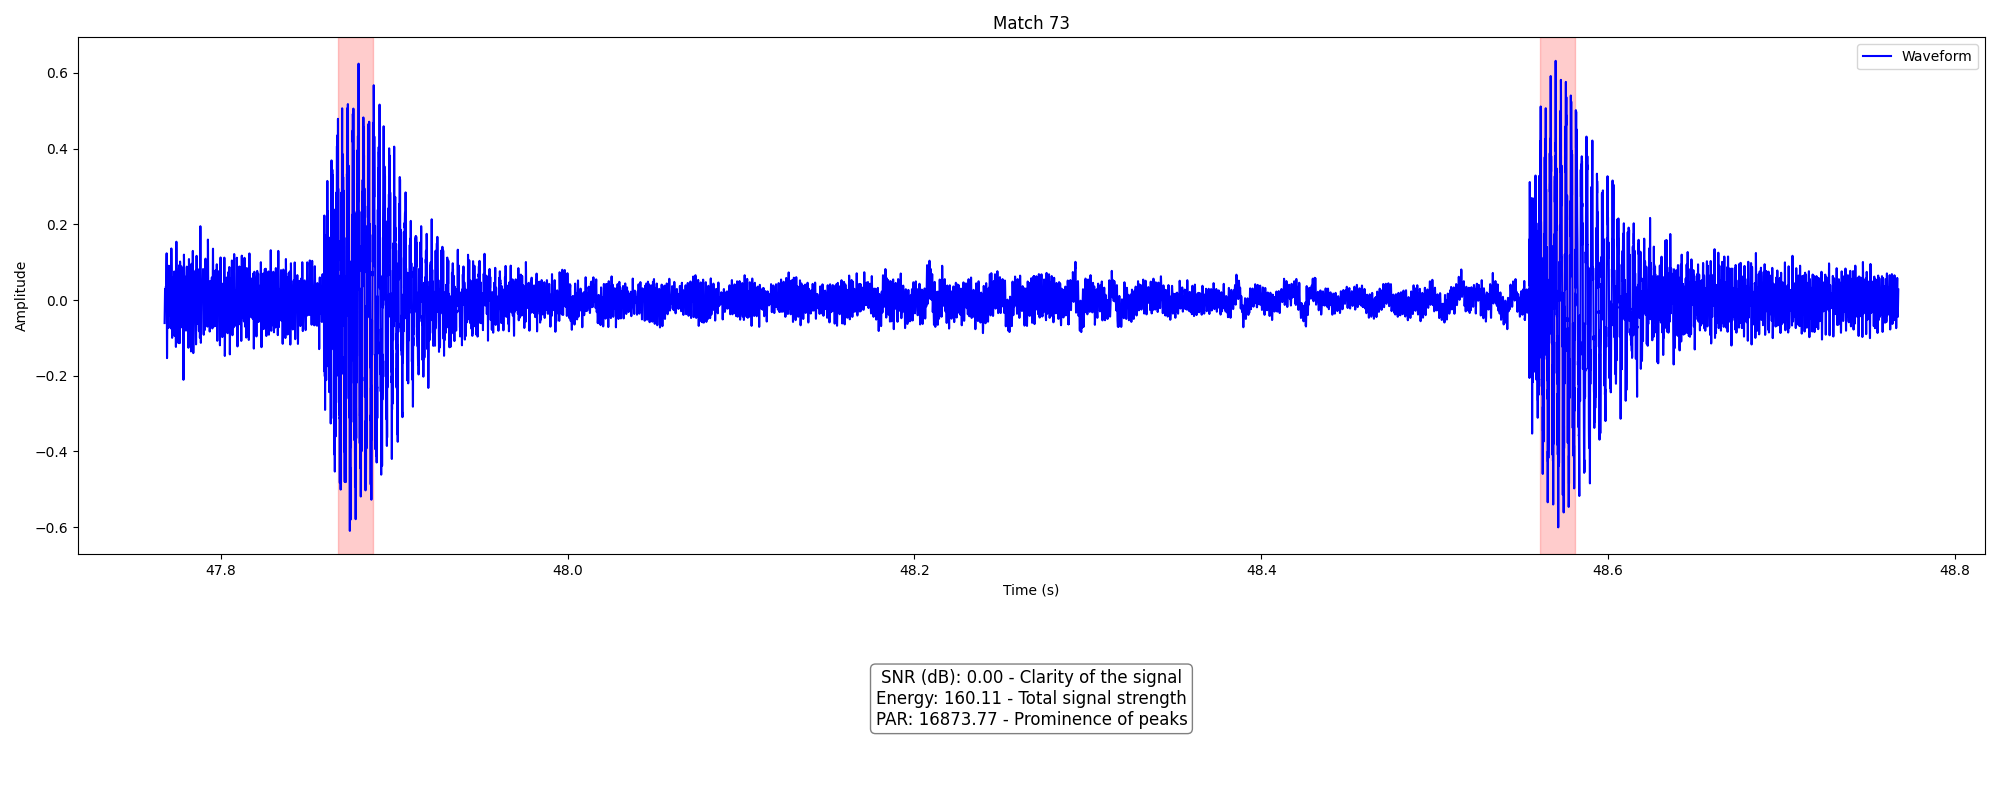 Match 73
Waveform
0.6
0.4
0.2
0.0
−0.2
−0.4
−0.6
Amplitude
47.8 48.0 48.2 48.4 48.6 48.8
Time (s)
SNR (dB): 0.00 - Clarity of the signal
Energy: 160.11 - Total signal strength
PAR: 16873.77 - Prominence of peaks